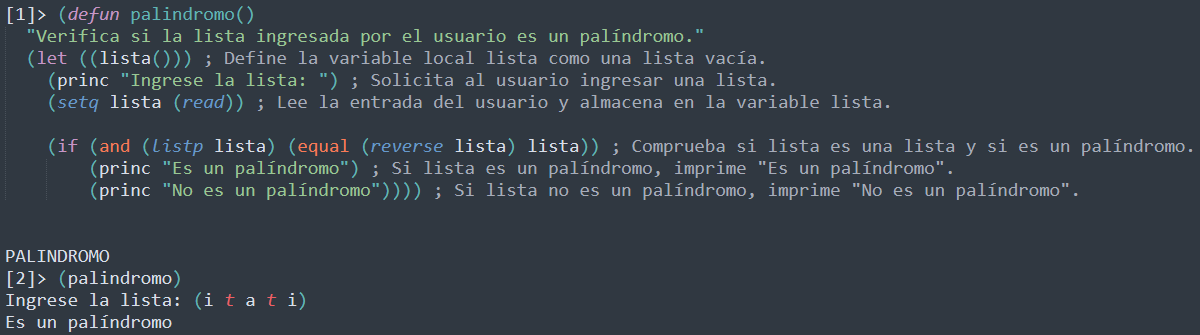 [1]> (defun palindromo()
"Verifica si la lista ingresada por el usuario es un palíndromo."
(let ((lista())) ; Define la variable local lista como una lista vacía.
(princ "Ingrese la lista: ") ; Solicita al usuario ingresar una lista.
(setq lista (read)) ; Lee la entrada del usuario y almacena en la variable lista.
(if (and (listp lista) (equal (reverse lista) lista)) ; Comprueba si lista es una lista y si es un palíndromo.
(princ "Es un palíndromo") ; Si lista es un palíndromo, imprime "Es un palíndromo".
(princ "No es un palíndromo")))) ; Si lista no es un palíndromo, imprime "No es un palíndromo".
PALINDROMO
[2]> (palindromo)
Ingrese la lista: (i t a t i)
Es un palíndromo